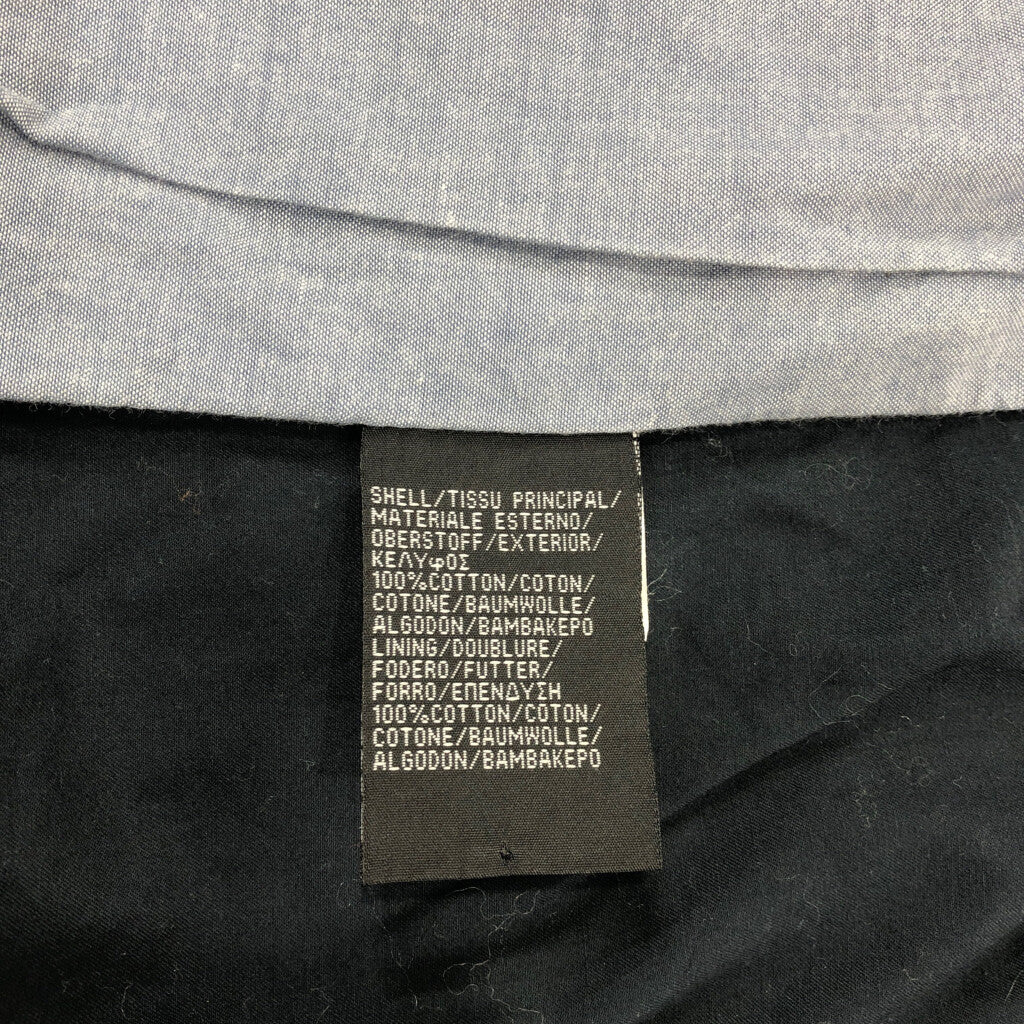 SHELL/TISSU PRINCIPAL/
MATERIALE ESTERNO/
OBERSTOFF/EXTERIOR/
ΚΕΛΥφΟΣ
100%COTTON/COTON/
COTONE/BAUMWOLLE/
ALGODON/BAMBAKEPO
LINING/DOUBLURE/
FODERO/FUTTER/
FORRO/ΕΠΕΝΔΥΣΗ
100%COTTON/COTON/
COTONE/BAUMWOLLE/
ALGODON/BAMBAKEPO